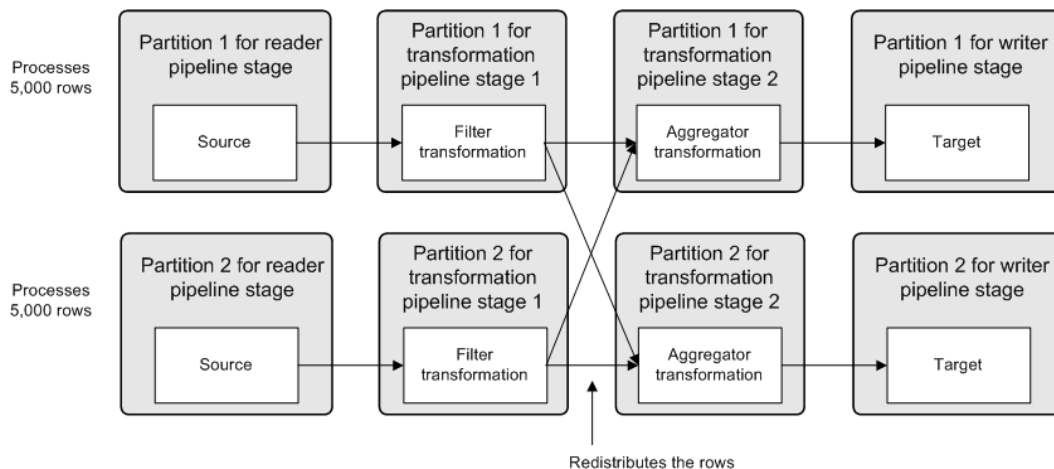 Processes
5,000 rows
Partition 1 for reader
pipeline stage
Source
Partition 1 for
transformation
pipeline stage 1
Filter
transformation
Partition 1 for
transformation
pipeline stage 2
Aggregator
transformation
Partition 1 for writer
pipeline stage
Target
Processes
5,000 rows
Partition 2 for reader
pipeline stage
Source
Partition 2 for
transformation
pipeline stage 1
Filter
transformation
Partition 2 for
transformation
pipeline stage 2
Aggregator
transformation
Partition 2 for writer
pipeline stage
Target
Redistributes the rows